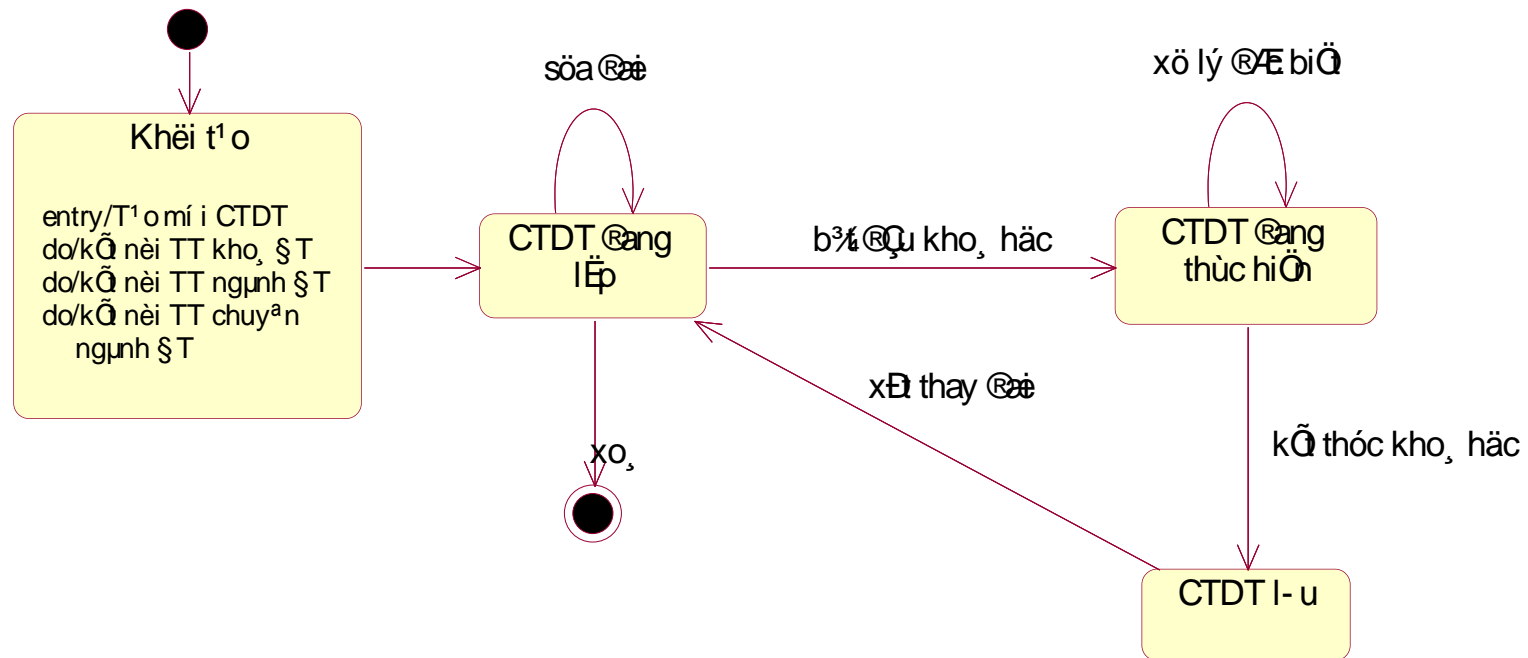 söa ®æi
xö lý ®Æc biÖt
Khëi t¹o
entry/T¹o míi CTDT
do/kÕt nèi TT kho¸ §T
do/kÕt nèi TT ngµnh §T
do/kÕt nèi TT chuyªn
ngµnh §T
CTDT ®ang
lËp
b¾t ®Çu kho¸ häc
CTDT ®ang
thùc hiÖn
xÐt thay ®æi
xo¸
kÕt thóc kho¸ häc
CTDT l-u